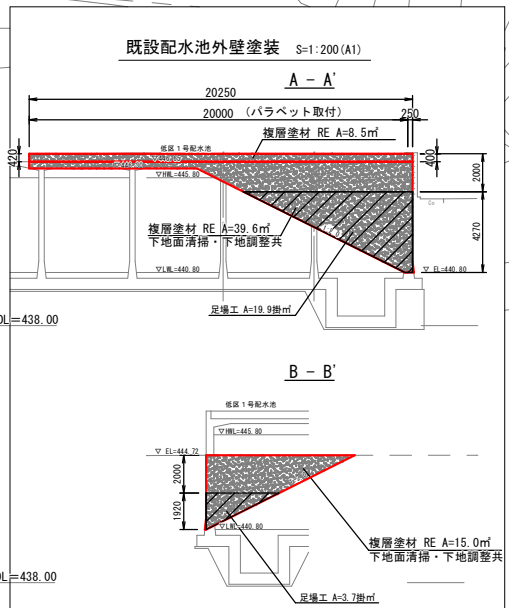 既設配水池外壁塗装 S=1:200(A1)
A - A'
20250
20000 (パラペット取付)
250
複層塗材 RE A=8.5㎡
低区1号配水池
420
400
▽HWL=445.80
2000
Co
複層塗材 RE A=39.6㎡
下地面清掃・下地調整共
4270
▽LWL=440.80
▽ EL=440.80
足場工 A=19.9掛㎡
DL=438.00
B - B'
低区1号配水池
▽HWL=445.80
▽ EL=444.72
2000
1920
▽LWL=440.80
複層塗材 RE A=15.0㎡
下地面清掃・下地調整共
DL=438.00
足場工 A=3.7掛㎡